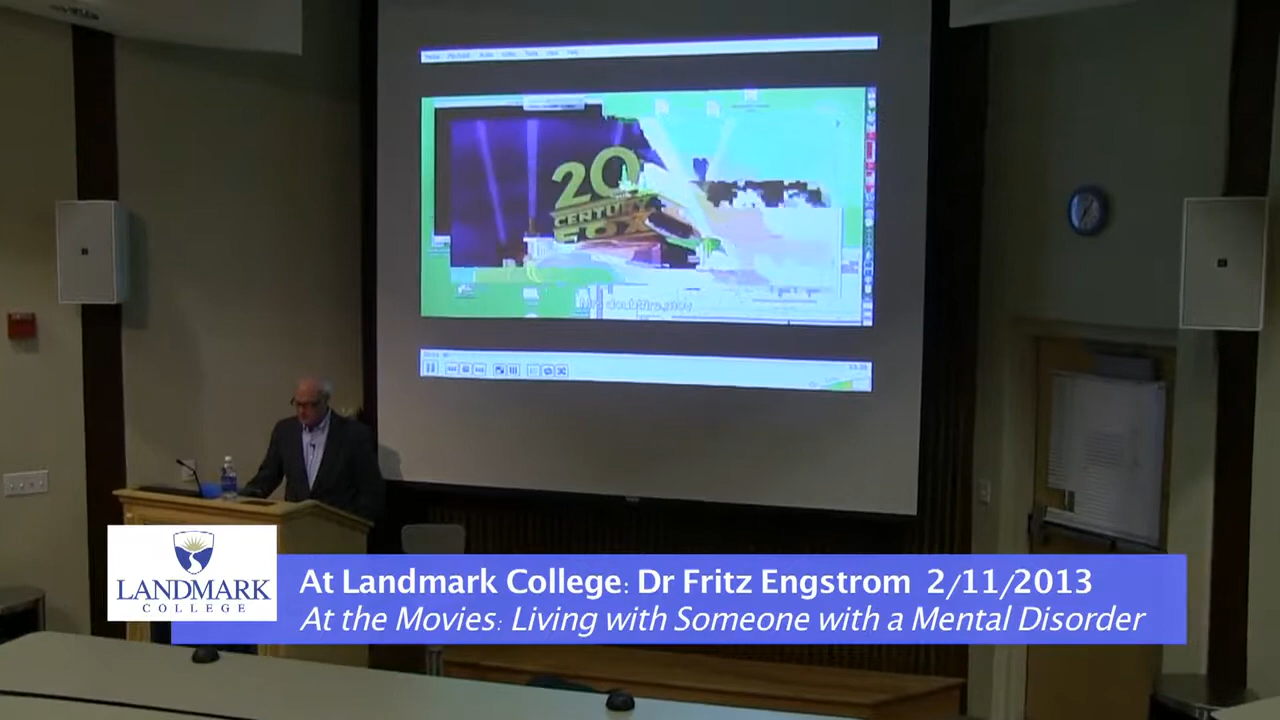 20
CENTURY
FOX
LANDMARK
COLLEGE
At Landmark College: Dr Fritz Engstrom 2/11/2013
At the Movies: Living with Someone with a Mental Disorder